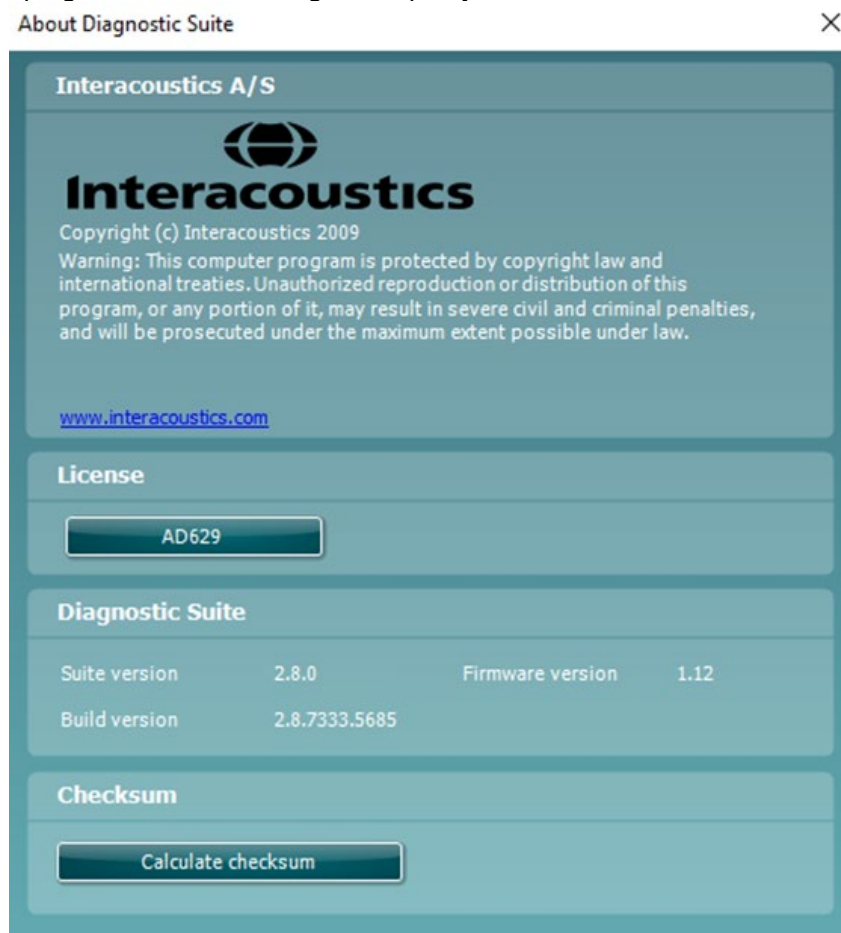 About Diagnostic Suite
Interacoustics A/S
Interacoustics
Copyright (c) Interacoustics 2009
Warning: This computer program is protected by copyright law and
international treaties. Unauthorized reproduction or distribution of this
program, or any portion of it, may result in severe civil and criminal penalties,
and will be prosecuted under the maximum extent possible under law.
www.interacoustics.com
License
AD629
Diagnostic Suite
Suite version 2.8.0 Firmware version 1.12
Build version 2.8.7333.5685
Checksum
Calculate checksum